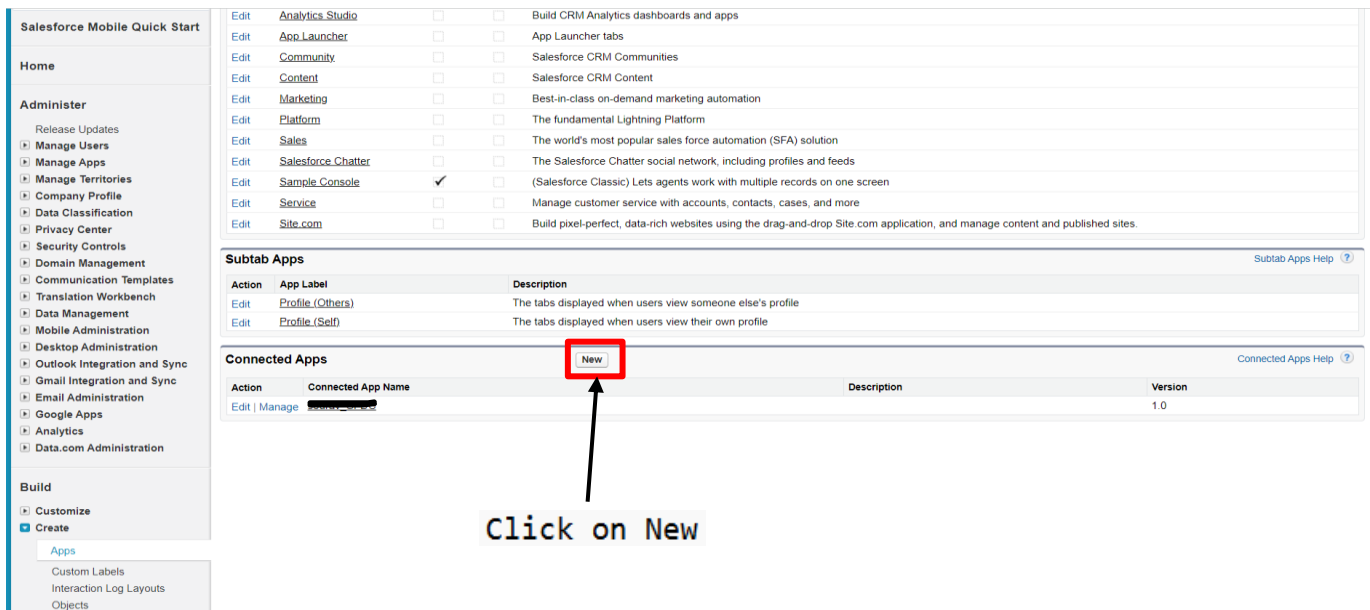 Salesforce Mobile Quick Start
Home
Administer
Release Updates
Manage Users
Manage Apps
Manage Territories
Company Profile
Data Classification
Privacy Center
Security Controls
Domain Management
Communication Templates
Translation Workbench
Data Management
Mobile Administration
Desktop Administration
Outlook Integration and Sync
Gmail Integration and Sync
Email Administration
Google Apps
Analytics
Data.com Administration
Build
Customize
Create
Apps
Custom Labels
Interaction Log Layouts
Objects
Edit Analytics Studio Build CRM Analytics dashboards and apps
Edit App Launcher App Launcher tabs
Edit Community Salesforce CRM Communities
Edit Content Salesforce CRM Content
Edit Marketing Best-in-class on-demand marketing automation
Edit Platform The fundamental Lightning Platform
Edit Sales The world's most popular sales force automation (SFA) solution
Edit Salesforce Chatter The Salesforce Chatter social network, including profiles and feeds
Edit Sample Console (Salesforce Classic) Lets agents work with multiple records on one screen
Edit Service Manage customer service with accounts, contacts, cases, and more
Edit Site.com Build pixel-perfect, data-rich websites using the drag-and-drop Site.com application, and manage content and published sites.
Subtab Apps Subtab Apps Help ?
Action App Label Description
Edit Profile (Others) The tabs displayed when users view someone else's profile
Edit Profile (Self) The tabs displayed when users view their own profile
Connected Apps New Connected Apps Help ?
Action Connected App Name Description Version
Edit | Manage 1.0
Click on New